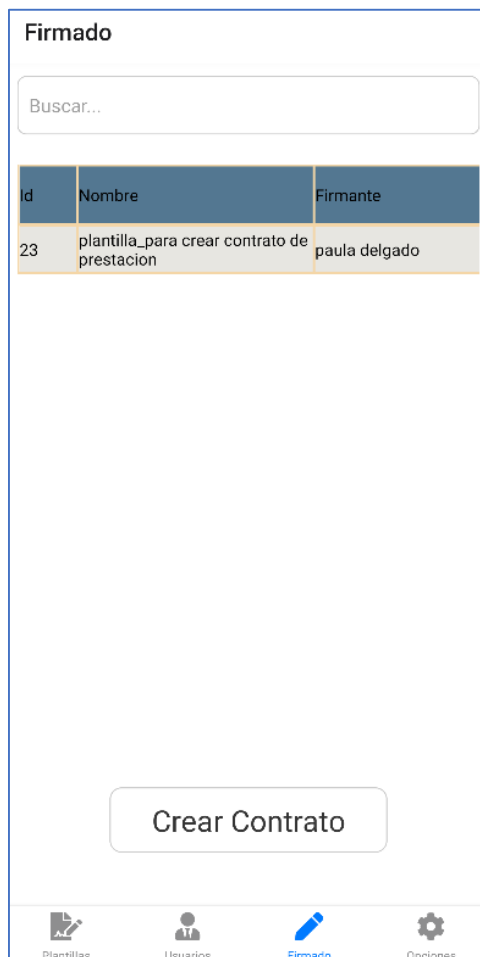 Firmado
Buscar...
Id Nombre Firmante
23 plantilla_para crear contrato de prestacion paula delgado
Crear Contrato
Plantillas Usuarios Firmado Opciones